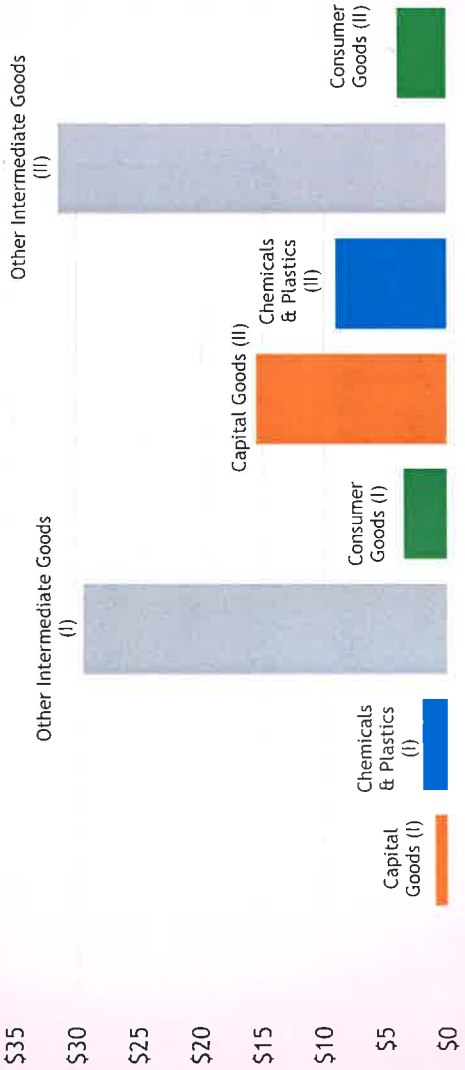 $35
$30
$25
$20
$15
$10
$5
$0
Capital
Goods (I)
Chemicals
& Plastics
(I)
Other Intermediate Goods
(I)
Consumer
Goods (I)
Capital Goods (II)
Chemicals
& Plastics
(II)
Other Intermediate Goods
(II)
Consumer
Goods (II)